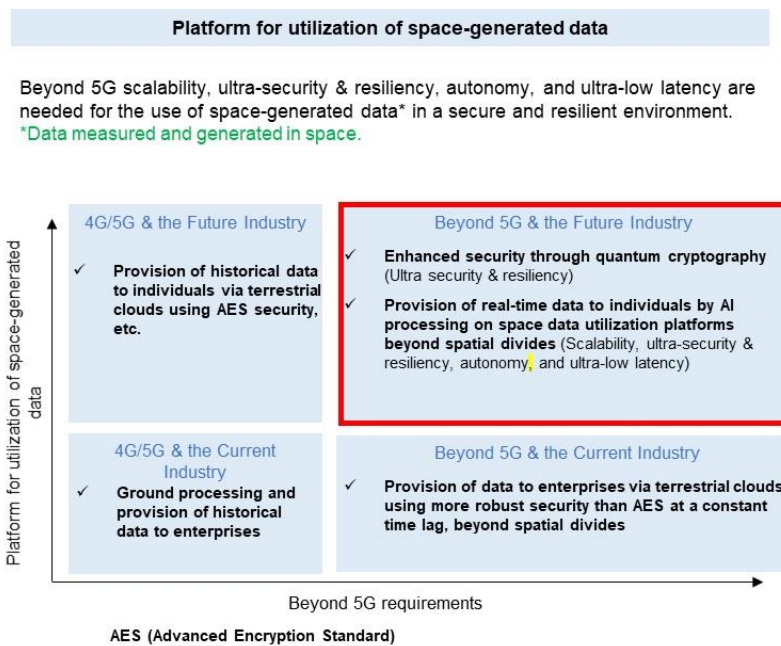 Platform for utilization of space-generated data
Beyond 5G scalability, ultra-security & resiliency, autonomy, and ultra-low latency are
needed for the use of space-generated data* in a secure and resilient environment.
*Data measured and generated in space.
Platform for utilization of space-generated
data
4G/5G & the Future Industry
✓ Provision of historical data
to individuals via terrestrial
clouds using AES security,
etc.
Beyond 5G & the Future Industry
✓ Enhanced security through quantum cryptography
(Ultra security & resiliency)
✓ Provision of real-time data to individuals by AI
processing on space data utilization platforms
beyond spatial divides (Scalability, ultra-security &
resiliency, autonomy, and ultra-low latency)
4G/5G & the Current
Industry
✓ Ground processing and
provision of historical
data to enterprises
Beyond 5G & the Current Industry
✓ Provision of data to enterprises via terrestrial clouds
using more robust security than AES at a constant
time lag, beyond spatial divides
Beyond 5G requirements
AES (Advanced Encryption Standard)